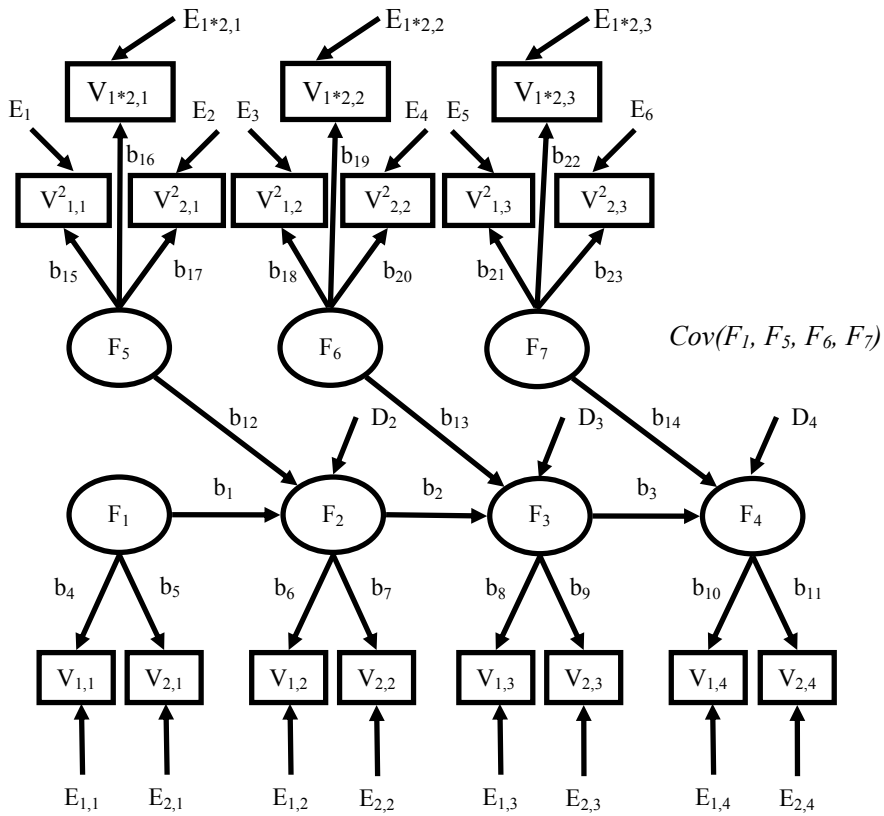 E1*2,1 E1*2,2 E1*2,3
V1*2,1 V1*2,2 V1*2,3
E1 E2 E3 E4 E5 E6
b16 b19 b22
V²1,1 V²2,1 V²1,2 V²2,2 V²1,3 V²2,3
b15 b17 b18 b20 b21 b23
F5 F6 F7 Cov(F1, F5, F6, F7)
b12 D2 b13 D3 b14 D4
b1 b2 b3
F1 F2 F3 F4
b4 b5 b6 b7 b8 b9 b10 b11
V1,1 V2,1 V1,2 V2,2 V1,3 V2,3 V1,4 V2,4
E1,1 E2,1 E1,2 E2,2 E1,3 E2,3 E1,4 E2,4